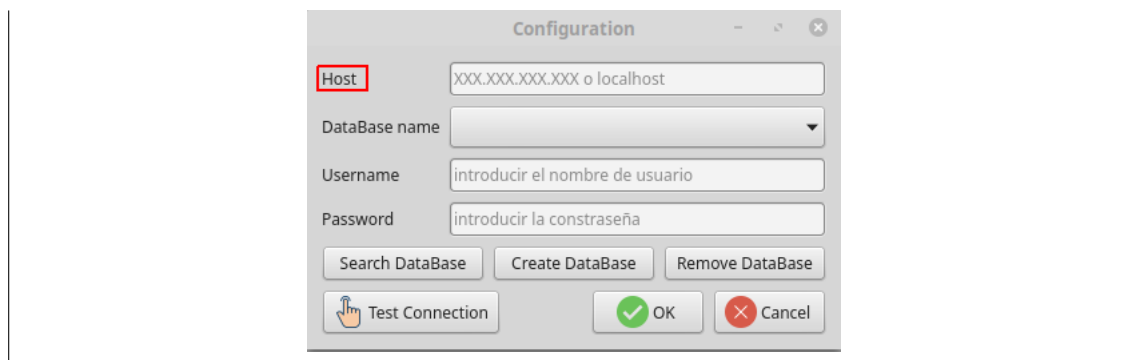 Configuration
Host XXX.XXX.XXX.XXX o localhost
DataBase name
Username introducir el nombre de usuario
Password introducir la constraseña
Search DataBase Create DataBase Remove DataBase
Test Connection OK Cancel